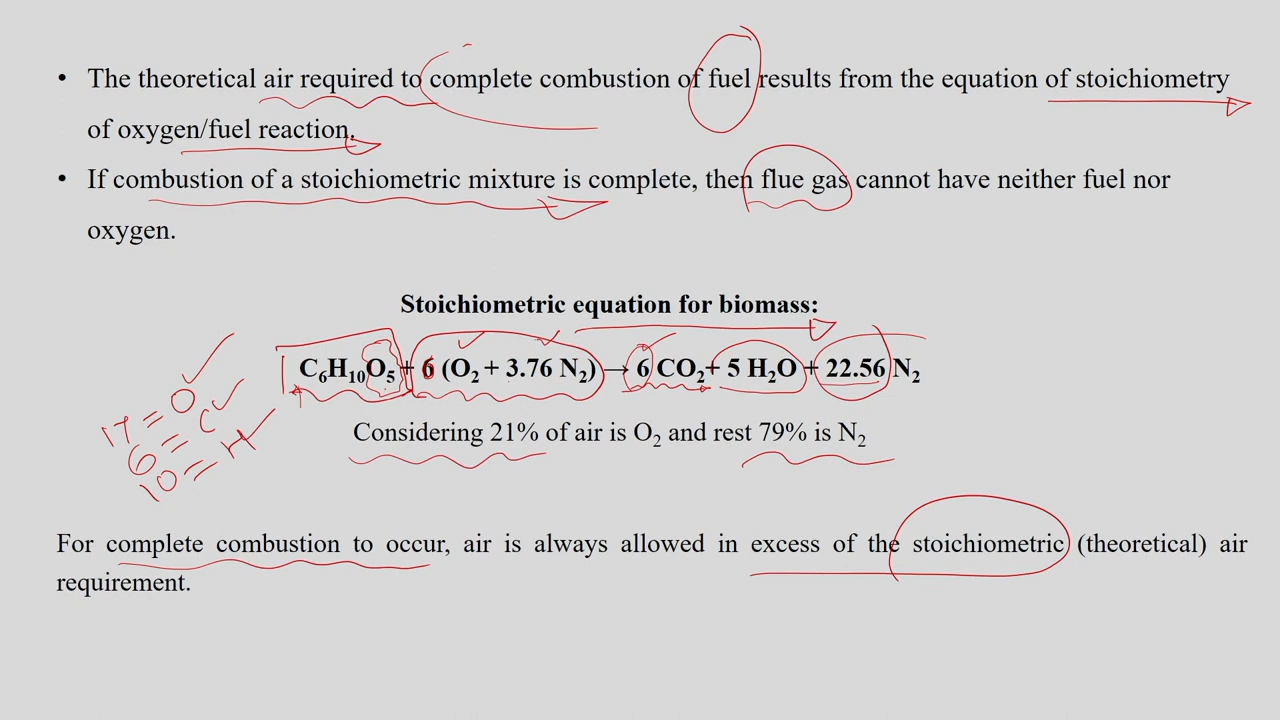 • The theoretical air required to complete combustion of fuel results from the equation of stoichiometry
of oxygen/fuel reaction.
• If combustion of a stoichiometric mixture is complete, then flue gas cannot have neither fuel nor
oxygen.
Stoichiometric equation for biomass:
C₆H₁₀O₅ + 6 (O₂ + 3.76 N₂) → 6 CO₂+ 5 H₂O + 22.56 N₂
17 = O
6 = C
10 = H
Considering 21% of air is O₂ and rest 79% is N₂
For complete combustion to occur, air is always allowed in excess of the stoichiometric (theoretical) air
requirement.